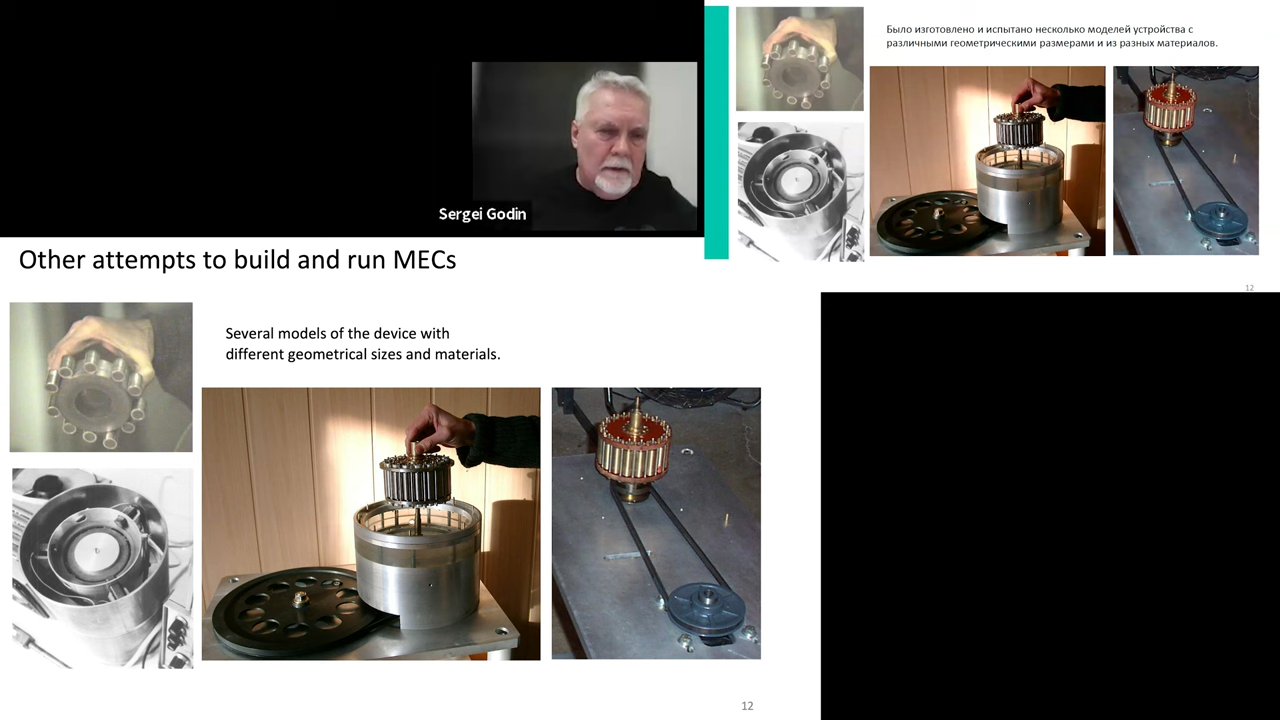 Было изготовлено и испытано несколько моделей устройства с
различными геометрическими размерами и из разных материалов.
Sergei Godin
12
Other attempts to build and run MECs
Several models of the device with
different geometrical sizes and materials.
12